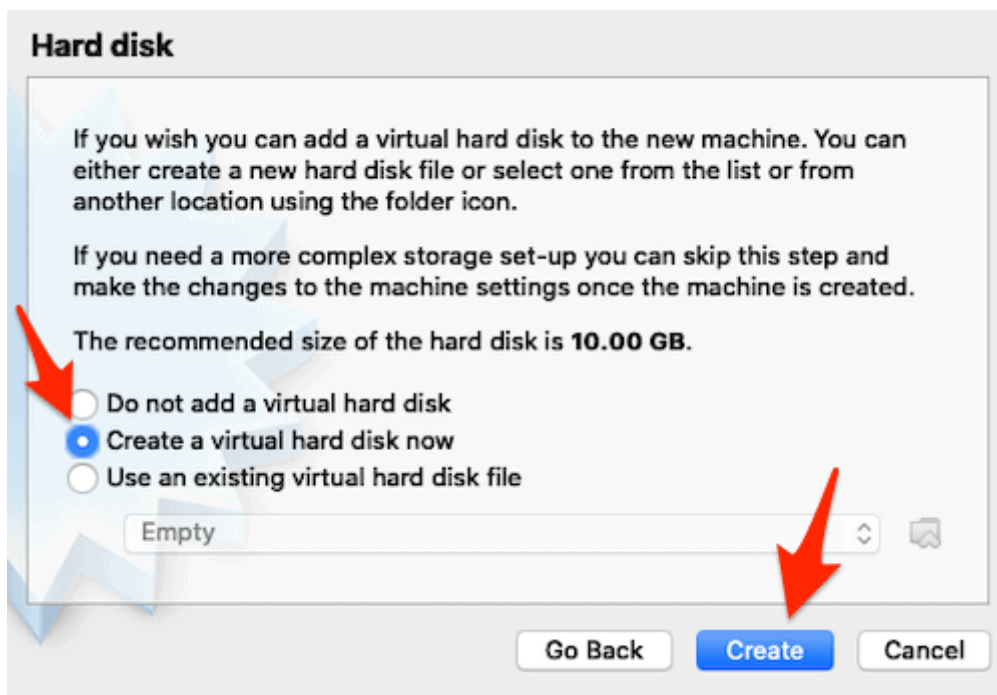 Hard disk
If you wish you can add a virtual hard disk to the new machine. You can
either create a new hard disk file or select one from the list or from
another location using the folder icon.
If you need a more complex storage set-up you can skip this step and
make the changes to the machine settings once the machine is created.
The recommended size of the hard disk is 10.00 GB.
Do not add a virtual hard disk
Create a virtual hard disk now
Use an existing virtual hard disk file
Empty
Go Back
Create
Cancel